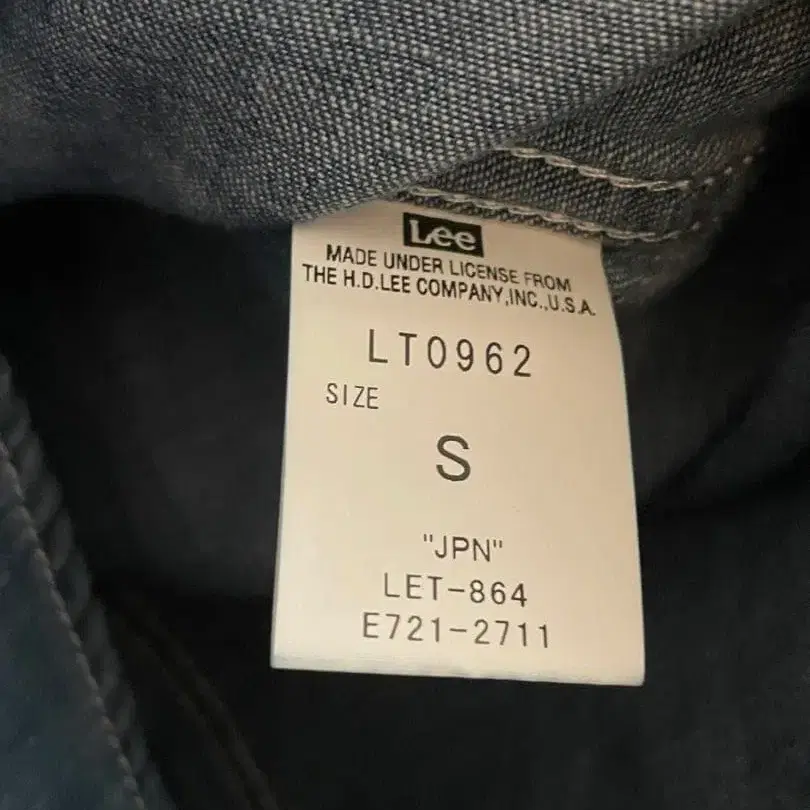 Lee
MADE UNDER LICENSE FROM
THE H.D.LEE COMPANY,INC.,U.S.A.
LT0962
SIZE
S
"JPN"
LET-864
E721-2711